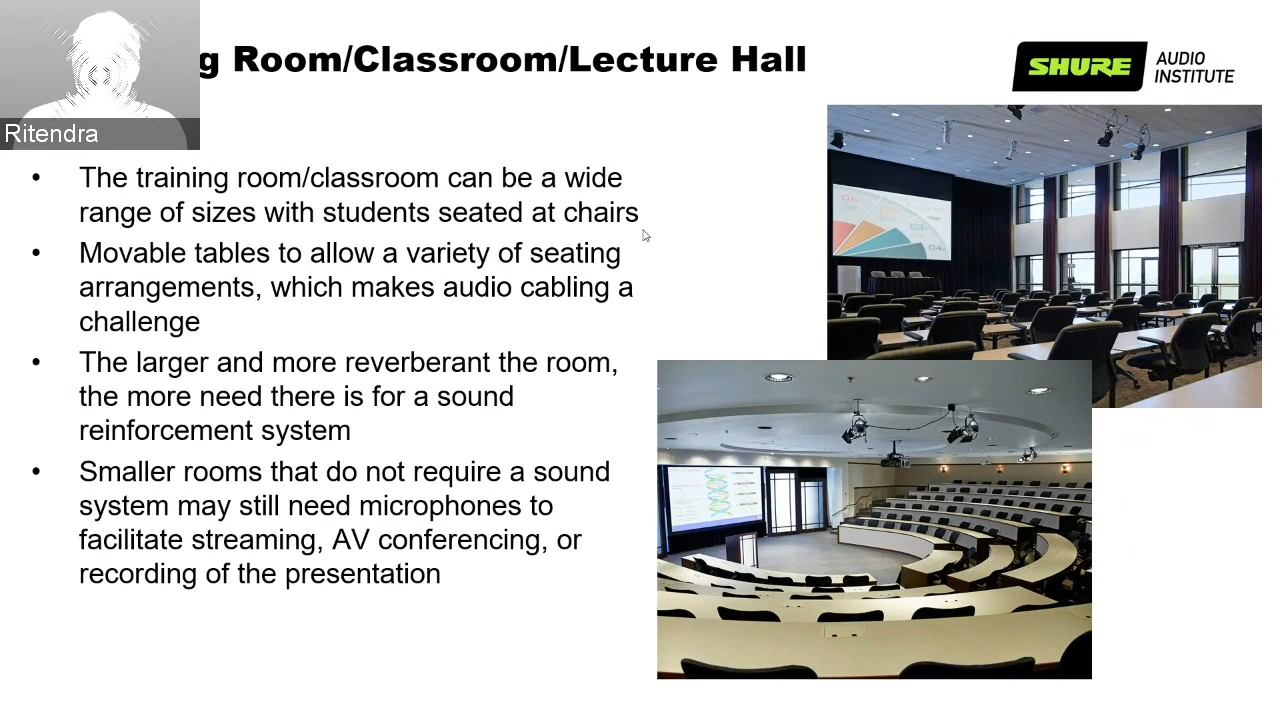 g Room/Classroom/Lecture Hall
SHURE AUDIO
INSTITUTE
Ritendra
• The training room/classroom can be a wide
range of sizes with students seated at chairs
• Movable tables to allow a variety of seating
arrangements, which makes audio cabling a
challenge
• The larger and more reverberant the room,
the more need there is for a sound
reinforcement system
• Smaller rooms that do not require a sound
system may still need microphones to
facilitate streaming, AV conferencing, or
recording of the presentation